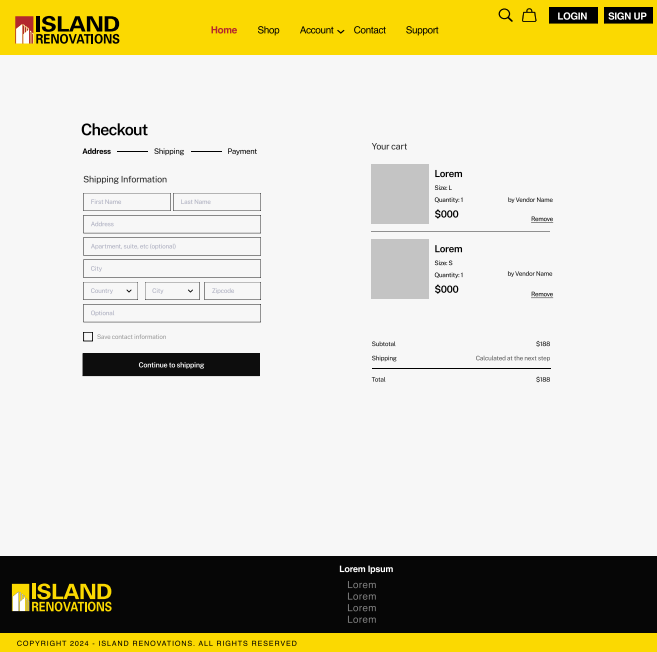 ISLAND
RENOVATIONS
Home Shop Account Contact Support
LOGIN SIGN UP
Checkout
Address Shipping Payment
Shipping Information
First Name Last Name
Address
Apartment, suite, etc (optional)
City
Country City Zipcode
Optional
Save contact information
Continue to shipping
Your cart
Lorem
Size: L
Quantity: 1 by Vendor Name
$000
Remove
Lorem
Size: S
Quantity: 1 by Vendor Name
$000
Remove
Subtotal $188
Shipping Calculated at the next step
Total $188
ISLAND
RENOVATIONS
Lorem Ipsum
Lorem
Lorem
Lorem
Lorem
COPYRIGHT 2024 - ISLAND RENOVATIONS. ALL RIGHTS RESERVED